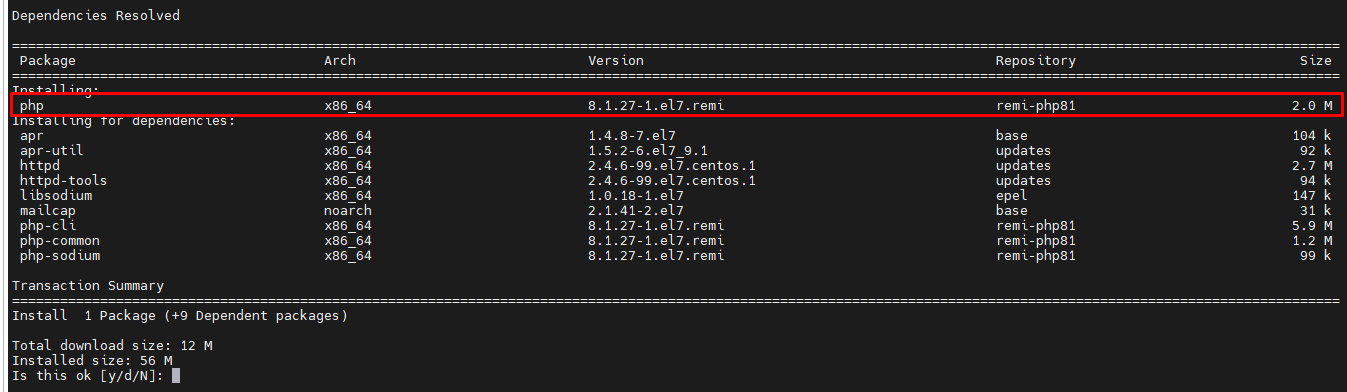 Dependencies Resolved
================================================================================
Package Arch Version Repository Size
================================================================================
Installing:
php x86_64 8.1.27-1.el7.remi remi-php81 2.0 M
Installing for dependencies:
apr x86_64 1.4.8-7.el7 base 104 k
apr-util x86_64 1.5.2-6.el7_9.1 updates 92 k
httpd x86_64 2.4.6-99.el7.centos.1 updates 2.7 M
httpd-tools x86_64 2.4.6-99.el7.centos.1 updates 94 k
libsodium x86_64 1.0.18-1.el7 epel 147 k
mailcap noarch 2.1.41-2.el7 base 31 k
php-cli x86_64 8.1.27-1.el7.remi remi-php81 5.9 M
php-common x86_64 8.1.27-1.el7.remi remi-php81 1.2 M
php-sodium x86_64 8.1.27-1.el7.remi remi-php81 99 k
Transaction Summary
================================================================================
Install 1 Package (+9 Dependent packages)
Total download size: 12 M
Installed size: 56 M
Is this ok [y/d/N]: